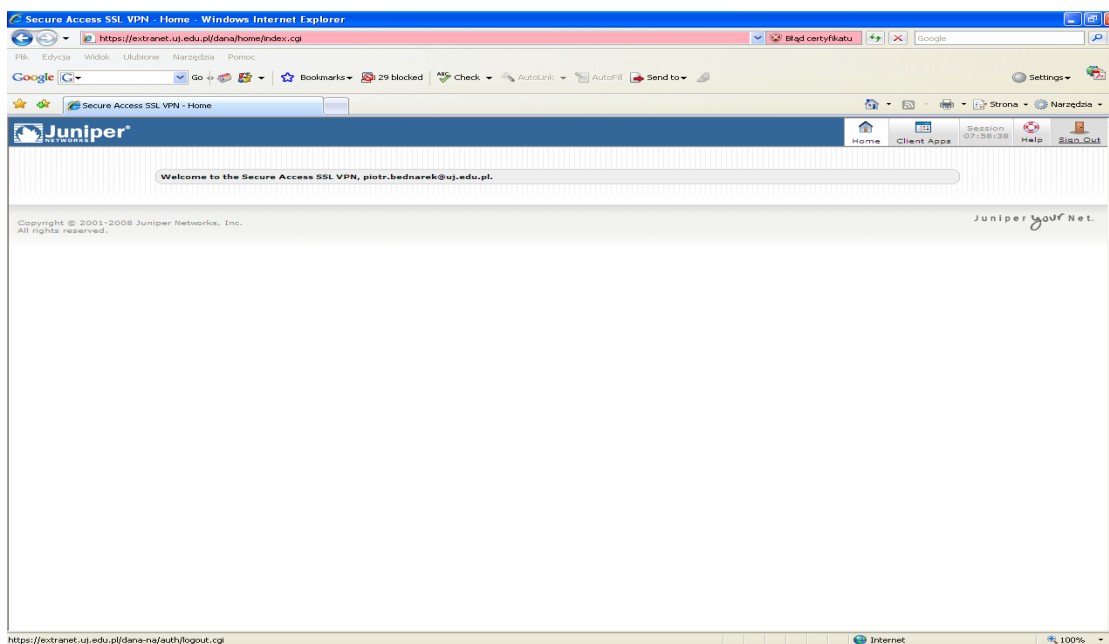 Secure Access SSL VPN - Home - Windows Internet Explorer
https://extranet.uj.edu.pl/dana/home/index.cgi Błąd certyfikatu Google
Plik Edycja Widok Ulubione Narzędzia Pomoc
Google G Go Bookmarks 29 blocked ABC Check AutoLink AutoFill Send to Settings
Secure Access SSL VPN - Home Strona Narzędzia
Juniper®
NETWORKS
Home Client Apps Session 07:58:38 Help Sign Out
Welcome to the Secure Access SSL VPN, piotr.bednarek@uj.edu.pl.
Copyright © 2001-2008 Juniper Networks, Inc.
All rights reserved.
Juniper your Net.
https://extranet.uj.edu.pl/dana-na/auth/logout.cgi Internet 100%